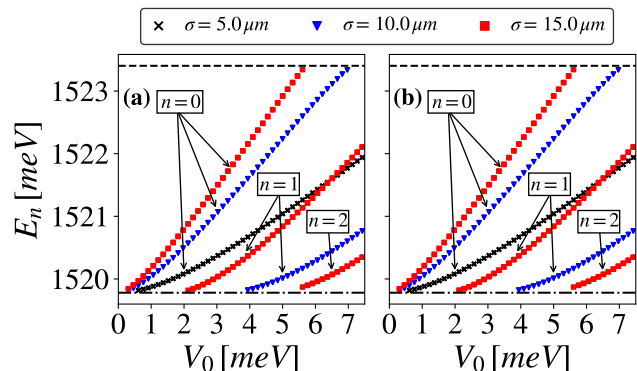 σ = 5.0 μm σ = 10.0 μm σ = 15.0 μm
(a) (b)
n = 0 n = 0
n = 1 n = 1
n = 2 n = 2
E_n [meV]
1523
1522
1521
1520
0 1 2 3 4 5 6 7
0 1 2 3 4 5 6 7
V_0 [meV] V_0 [meV]